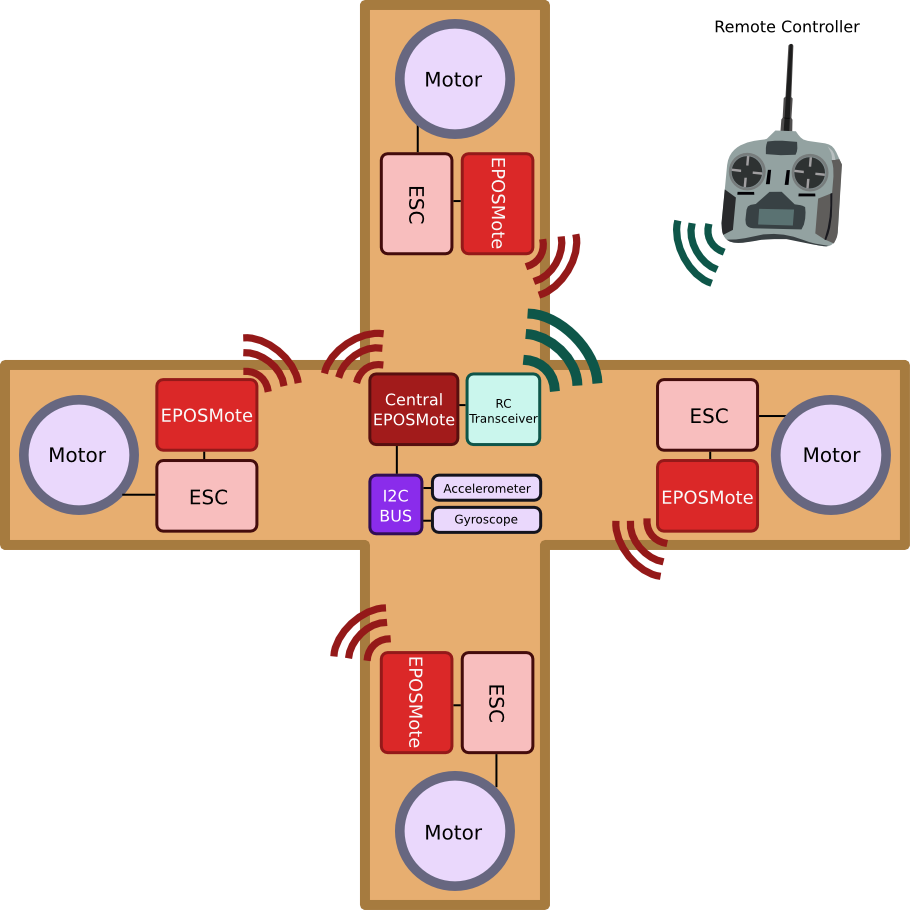 Remote Controller
Motor
ESC
EPOSMote
EPOSMote
Motor
ESC
Central
EPOSMote
RC
Transceiver
I2C
BUS
Accelerometer
Gyroscope
ESC
EPOSMote
Motor
EPOSMote
ESC
Motor